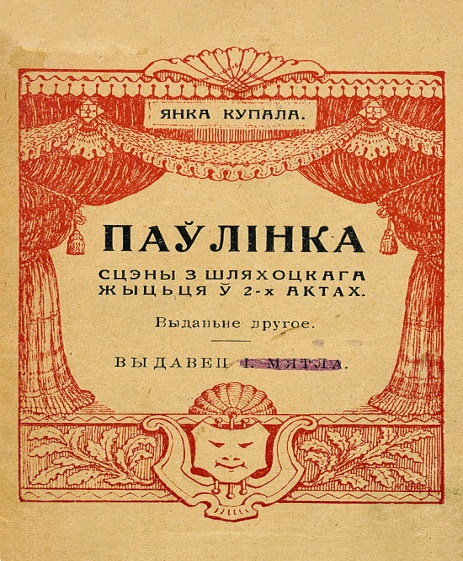 ЯНКА КУПАЛА.
ПАЎЛІНКА
СЦЭНЫ З ШЛЯХОЦКАГА
ЖЫЦЬЦЯ Ў 2-х АКТАХ.
Выданьне другое.
ВЫДАВЕЦ І. МЯТЛА.